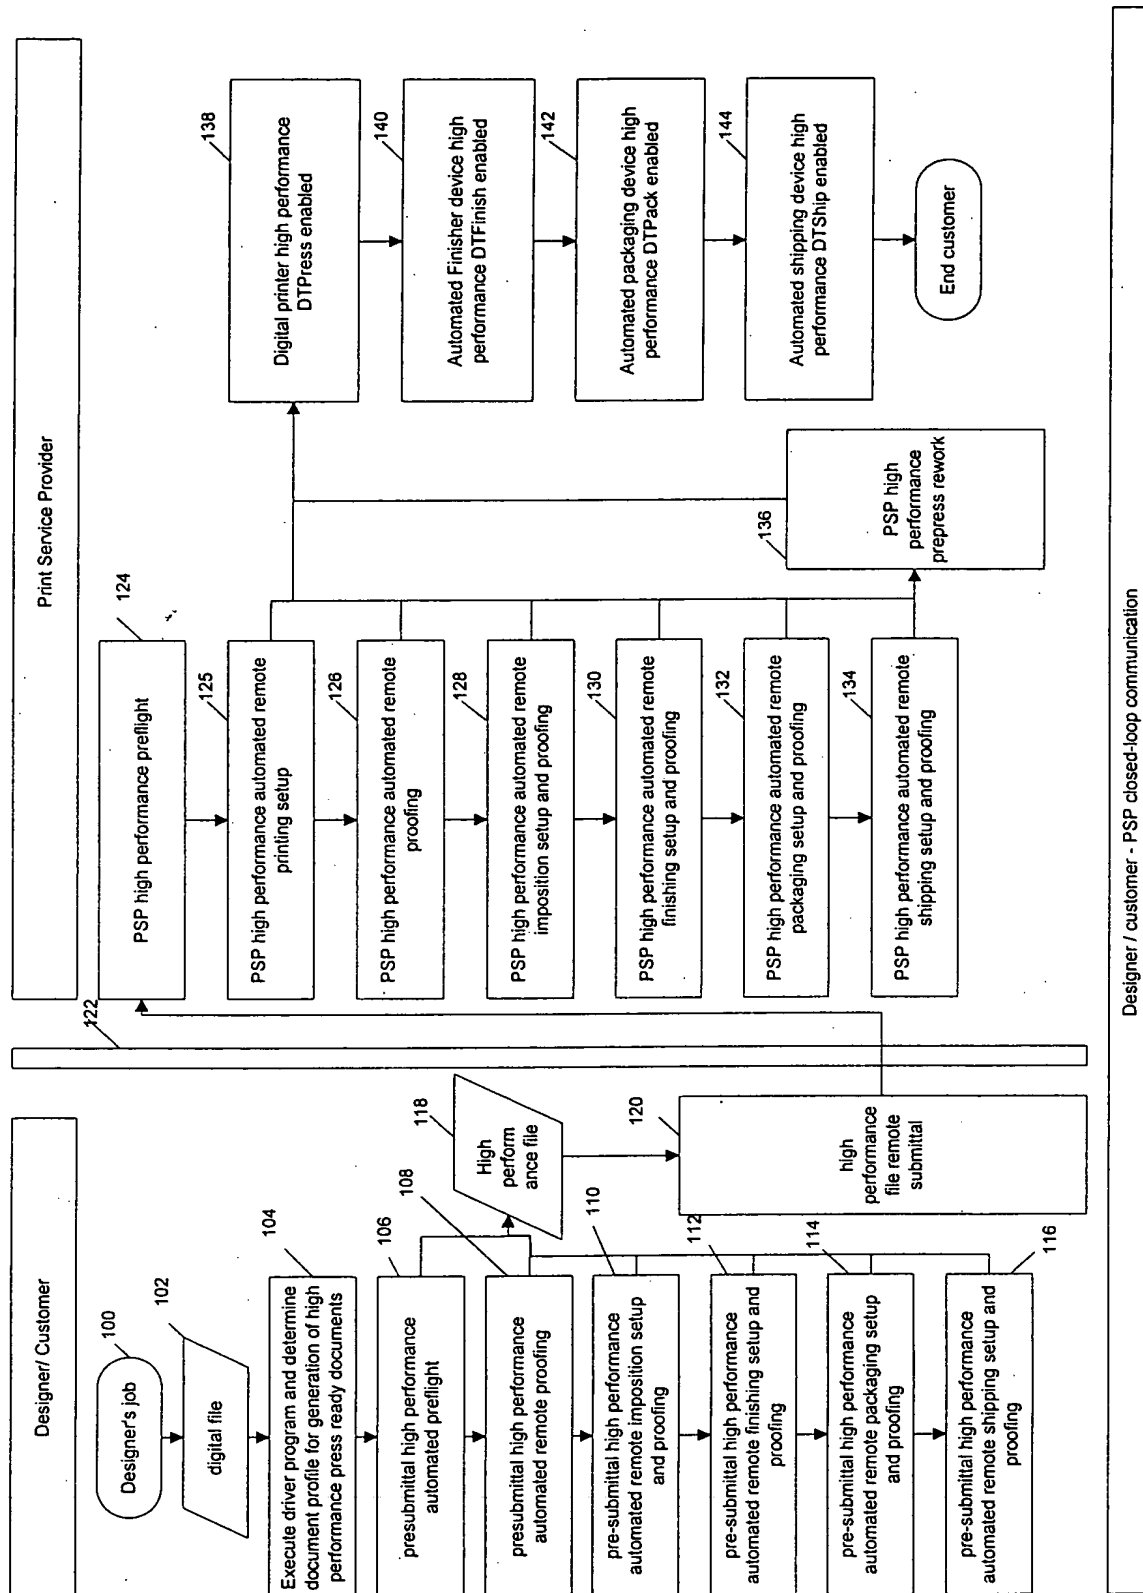 Designer/ Customer
100
Designer's job
102
digital file
104
Execute driver program and determine
document profile for generation of high
performance press ready documents
106
presubmittal high performance
automated preflight
108
presubmittal high performance
automated remote proofing
110
pre-submittal high performance
automated remote imposition setup
and proofing
112
pre-submittal high performance
automated remote finishing setup and
proofing
114
pre-submittal high performance
automated remote packaging setup
and proofing
116
pre-submittal high performance
automated remote shipping setup and
proofing
118
High
perform
ance file
120
high
performance
file remote
submittal
122
Print Service Provider
124
PSP high performance preflight
125
PSP high performance automated remote
printing setup
126
PSP high performance automated remote
proofing
128
PSP high performance automated remote
imposition setup and proofing
130
PSP high performance automated remote
finishing setup and proofing
132
PSP high performance automated remote
packaging setup and proofing
134
PSP high performance automated remote
shipping setup and proofing
136
PSP high
performance
prepress rework
138
Digital printer high performance
DTPress enabled
140
Automated Finisher device high
performance DTFinish enabled
142
Automated packaging device high
performance DTPack enabled
144
Automated shipping device high
performance DTShip enabled
End customer
Designer / customer - PSP closed-loop communication